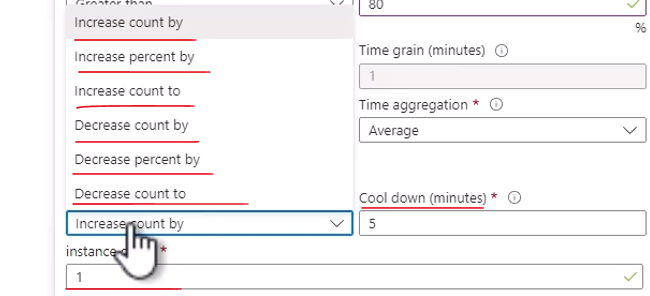 Greater than
80
Increase count by
%
Increase percent by
Time grain (minutes)
Increase count to
1
Time aggregation *
Decrease count by
Average
Decrease percent by
Decrease count to
Cool down (minutes) *
Increase count by
5
instance *
1